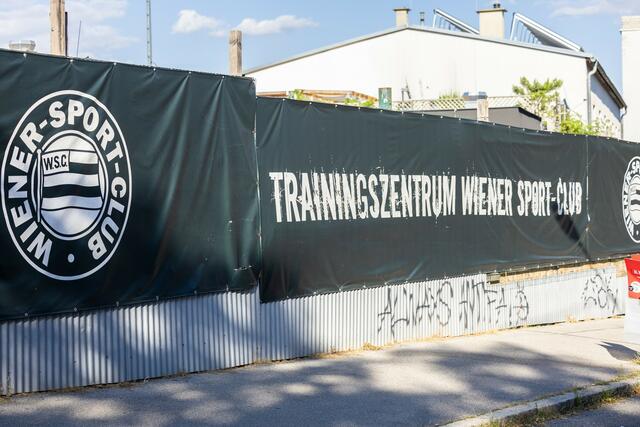 WIENER-SPORT-CLUB
W.S.C.
TRAININGSZENTRUM WIENER SPORT-CLUB